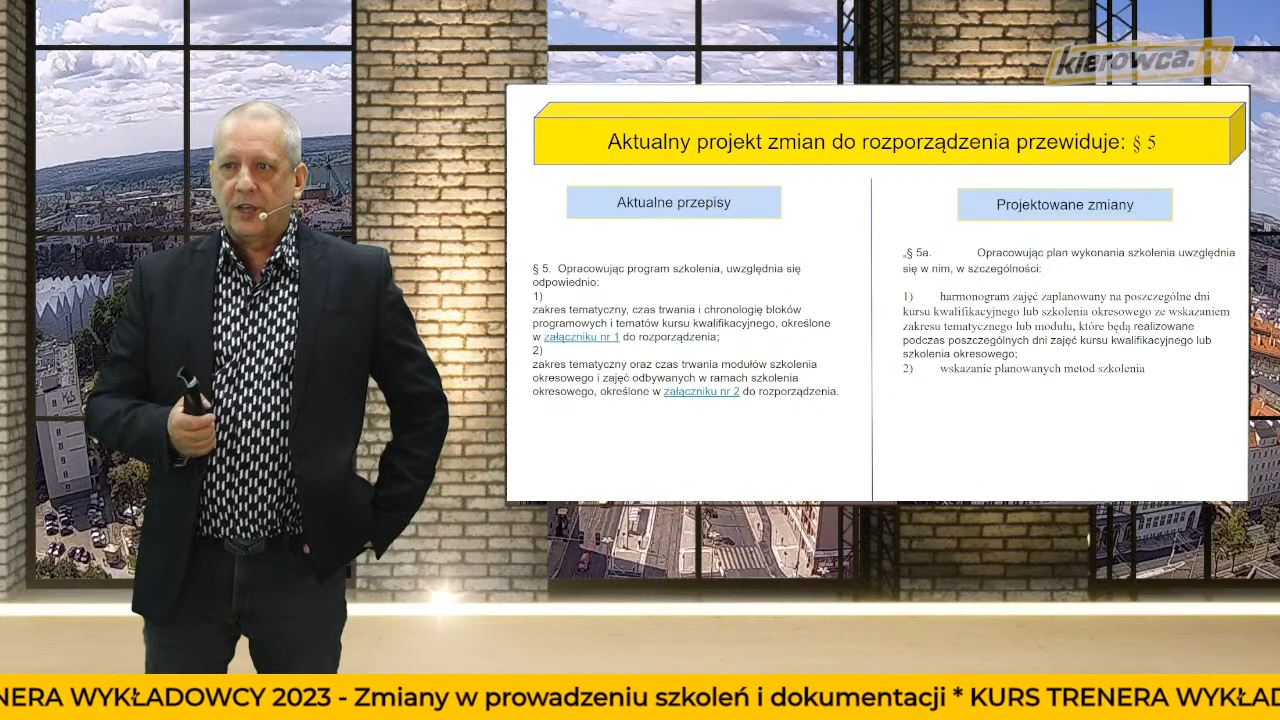 kierowca.pl
Aktualny projekt zmian do rozporządzenia przewiduje: § 5
Aktualne przepisy
§ 5. Opracowując program szkolenia, uwzględnia się
odpowiednio:
1)
zakres tematyczny, czas trwania i chronologię bloków
programowych i tematów kursu kwalifikacyjnego, określone
w załączniku nr 1 do rozporządzenia;
2)
zakres tematyczny oraz czas trwania modułów szkolenia
okresowego i zajęć odbywanych w ramach szkolenia
okresowego, określone w załączniku nr 2 do rozporządzenia.
Projektowane zmiany
„§ 5a. Opracowując plan wykonania szkolenia uwzględnia
się w nim, w szczególności:
1) harmonogram zajęć zaplanowany na poszczególne dni
kursu kwalifikacyjnego lub szkolenia okresowego ze wskazaniem
zakresu tematycznego lub modułu, które będą realizowane
podczas poszczególnych dni zajęć kursu kwalifikacyjnego lub
szkolenia okresowego;
2) wskazanie planowanych metod szkolenia
NERA WYKŁADOWCY 2023 - Zmiany w prowadzeniu szkoleń i dokumentacji * KURS TRENERA WYKŁAD